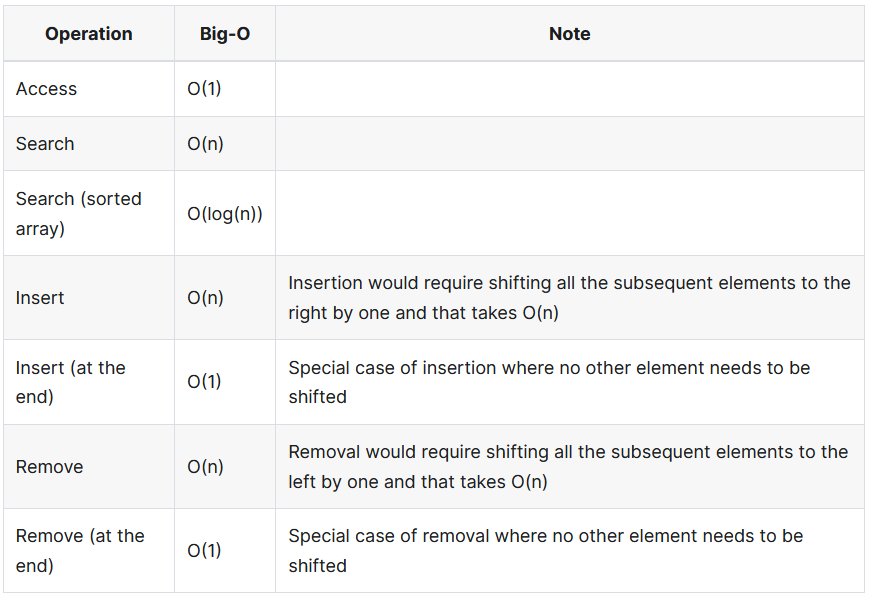 Operation Big-O Note
Access O(1)
Search O(n)
Search (sorted
array) O(log(n))
Insert O(n) Insertion would require shifting all the subsequent elements to the
right by one and that takes O(n)
Insert (at the
end) O(1) Special case of insertion where no other element needs to be
shifted
Remove O(n) Removal would require shifting all the subsequent elements to the
left by one and that takes O(n)
Remove (at the
end) O(1) Special case of removal where no other element needs to be
shifted